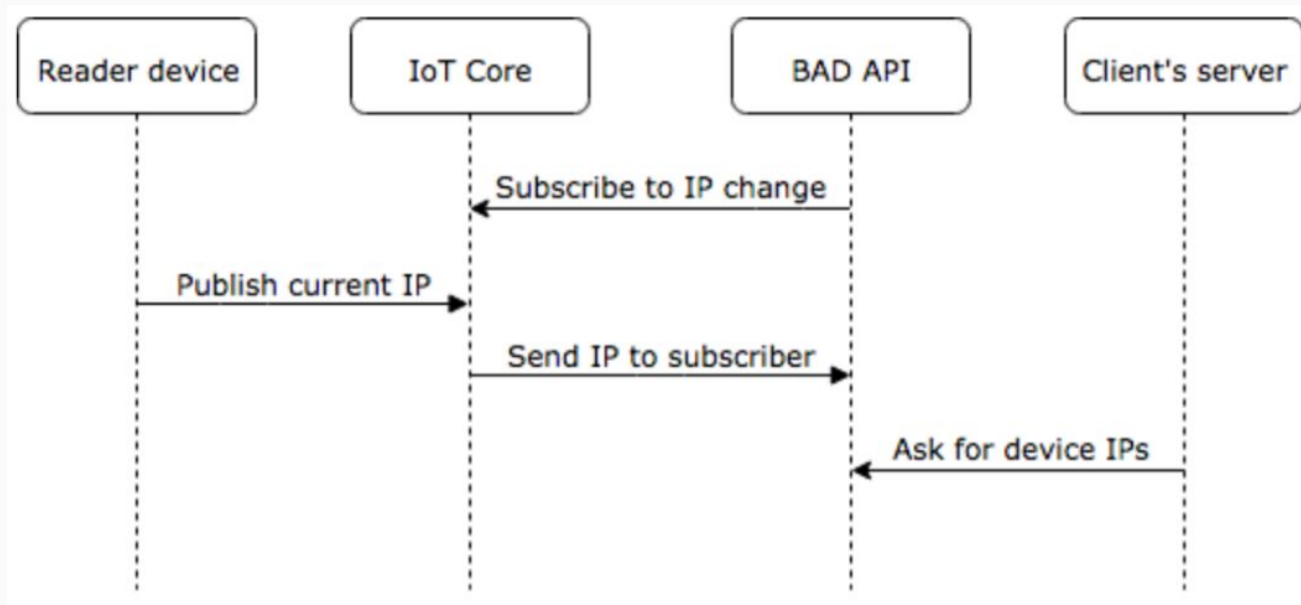 Reader device
IoT Core
BAD API
Client's server
Subscribe to IP change
Publish current IP
Send IP to subscriber
Ask for device IPs